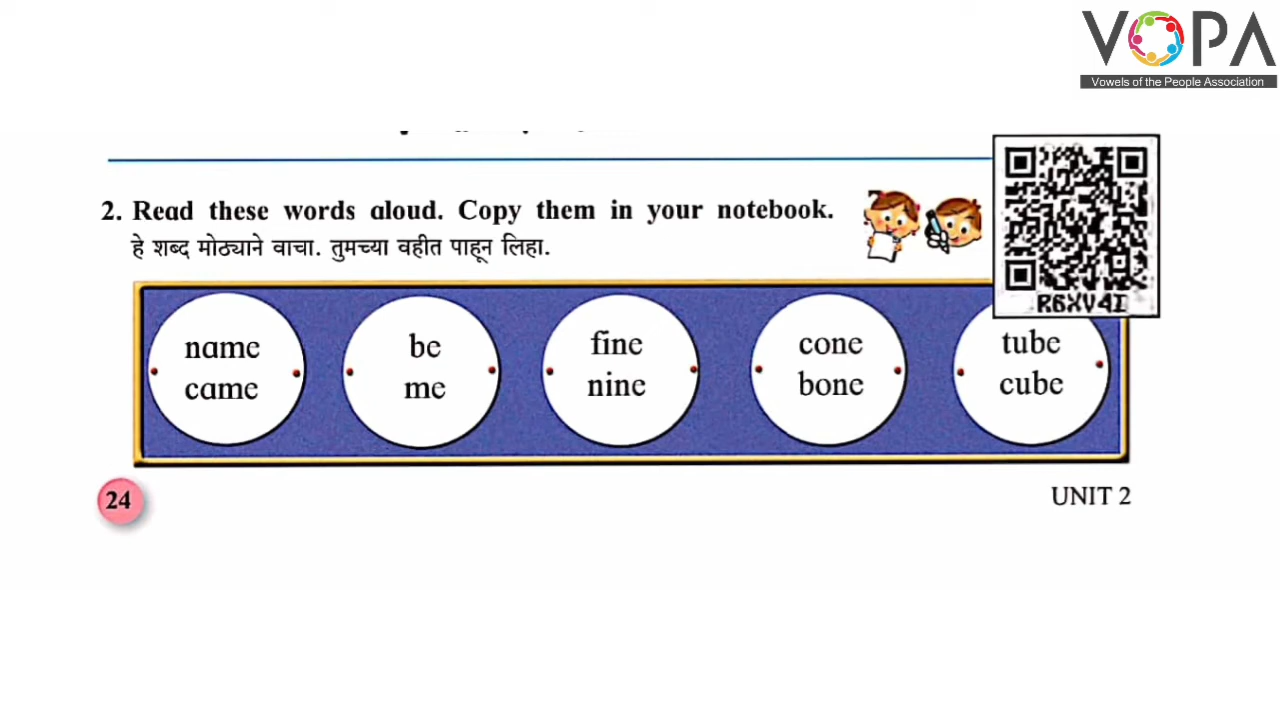 VOPA
Vowels of the People Association
2. Read these words aloud. Copy them in your notebook.
हे शब्द मोठ्याने वाचा. तुमच्या वहीत पाहून लिहा.
R6XV4I
name
came
be
me
fine
nine
cone
bone
tube
cube
24
UNIT 2